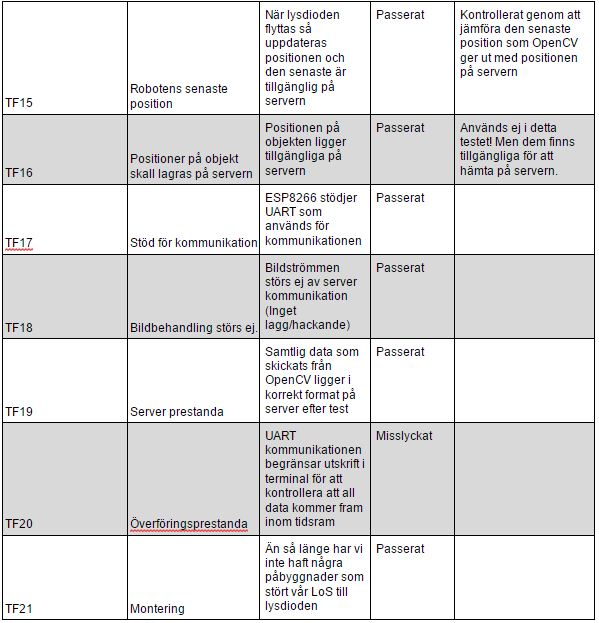 TF15
Robotens senaste
position
När lysdioden
flyttas så
uppdateras
positionen och
den senaste är
tillgänglig på
servern
Passerat
Kontrollerat genom att
jämföra den senaste
position som OpenCV
ger ut med positionen
på servern
TF16
Positioner på objekt
skall lagras på servern
Positionen på
objekten ligger
tillgängliga på
servern
Passerat
Används ej i detta
testet! Men dem finns
tillgängliga för att
hämta på servern.
TF17
Stöd för kommunikation
ESP8266 stödjer
UART som
används för
kommunikationen
Passerat
TF18
Bildbehandling störs ej.
Bildströmmen
störs ej av server
kommunikation
(Inget
lagg/hackande)
Passerat
TF19
Server prestanda
Samtlig data som
skickats från
OpenCV ligger i
korrekt format på
server efter test
Passerat
TF20
Överföringsprestanda
UART
kommunikationen
begränsar utskrift i
terminal för att
kontrollera att all
data kommer fram
inom tidsram
Misslyckat
TF21
Montering
Än så länge har vi
inte haft några
påbyggnader som
stört vår LoS till
lysdioden
Passerat